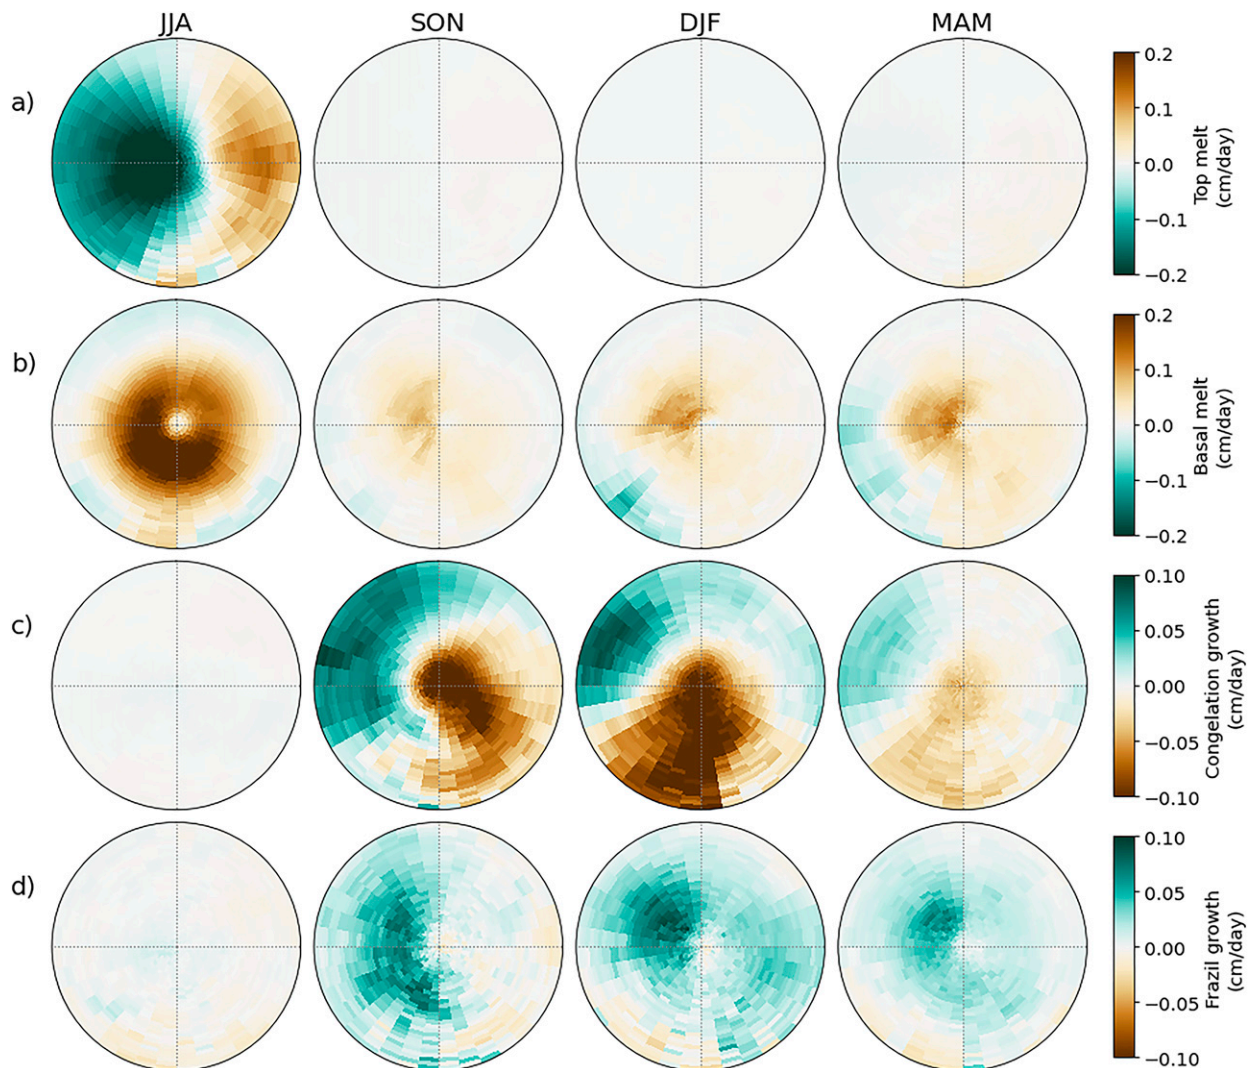 JJA SON DJF MAM
a)
0.2
0.1
0.0
−0.1
−0.2
Top melt
(cm/day)
b)
0.2
0.1
0.0
−0.1
−0.2
Basal melt
(cm/day)
c)
0.10
0.05
0.00
−0.05
−0.10
Congelation growth
(cm/day)
d)
0.10
0.05
0.00
−0.05
−0.10
Frazil growth
(cm/day)